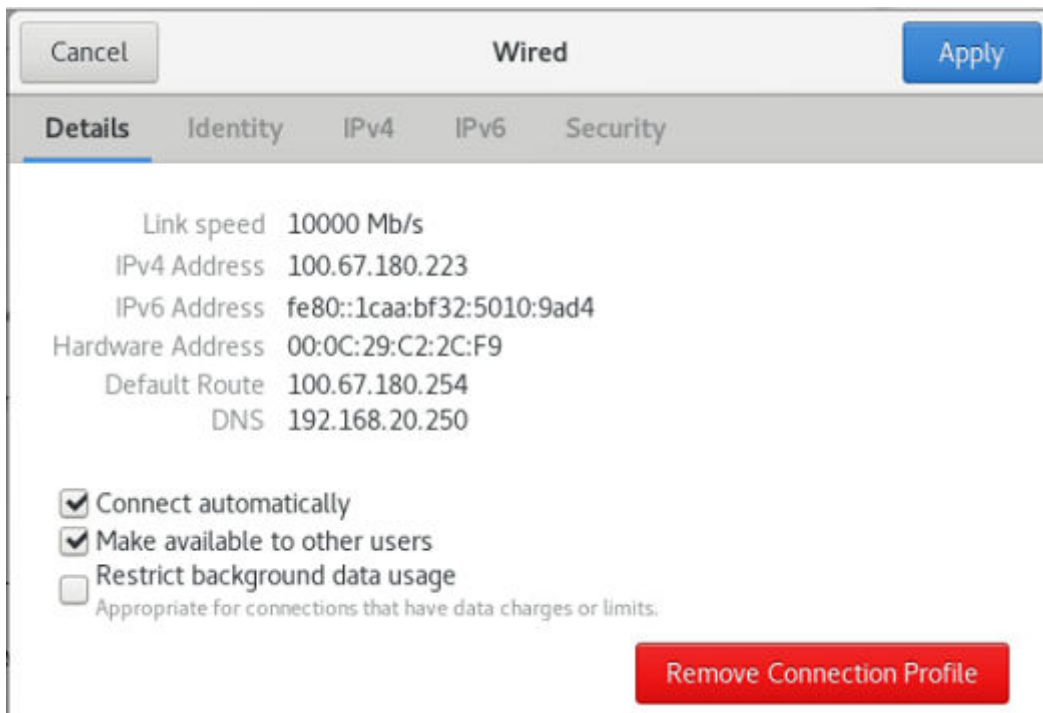 Cancel Wired Apply
Details Identity IPv4 IPv6 Security
Link speed 10000 Mb/s
IPv4 Address 100.67.180.223
IPv6 Address fe80::1caa:bf32:5010:9ad4
Hardware Address 00:0C:29:C2:2C:F9
Default Route 100.67.180.254
DNS 192.168.20.250
Connect automatically
Make available to other users
Restrict background data usage
Appropriate for connections that have data charges or limits.
Remove Connection Profile